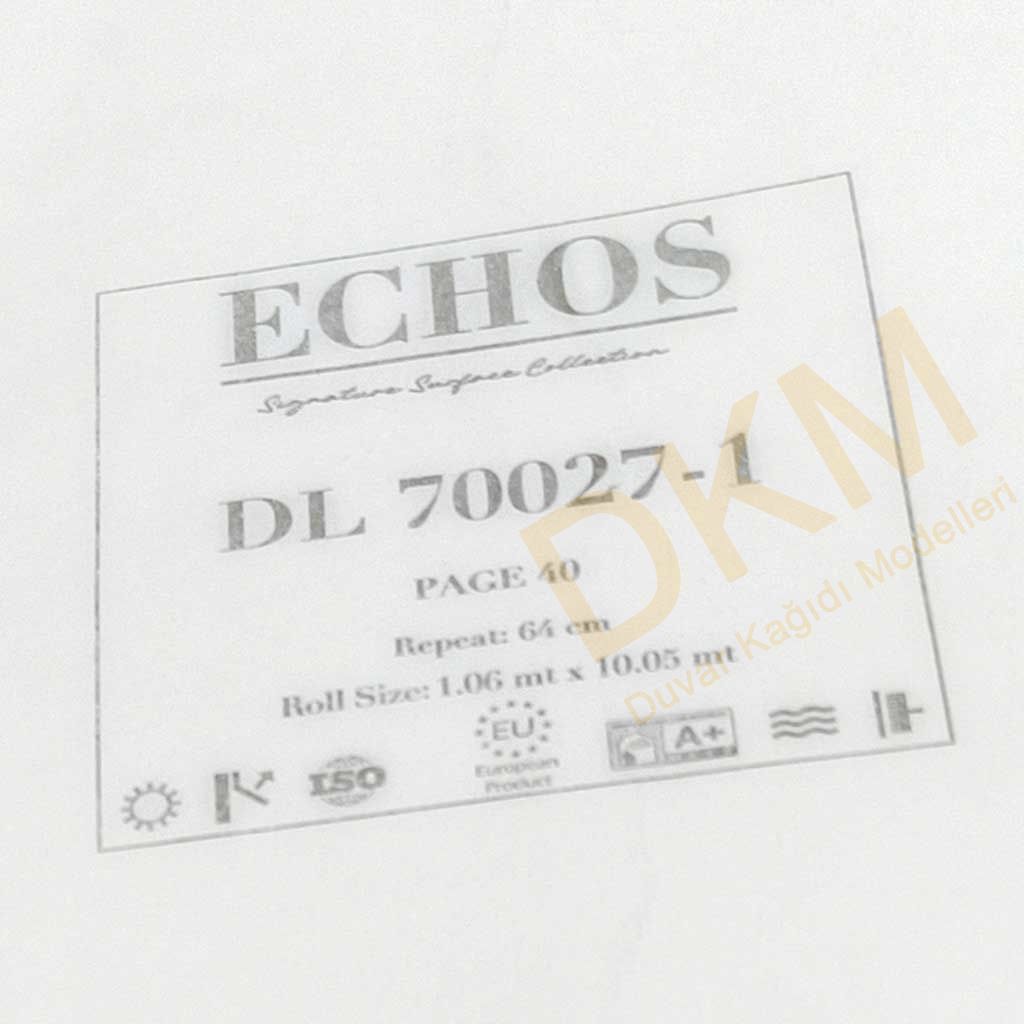 ECHOS
Signature Surface Collection
DL 70027-1
PAGE 40
Repeat: 64 cm
Roll Size: 1.06 mt x 10.05 mt
ISO
EU
European
Product
A+
DKM
Duvar Kağıdı Modelleri